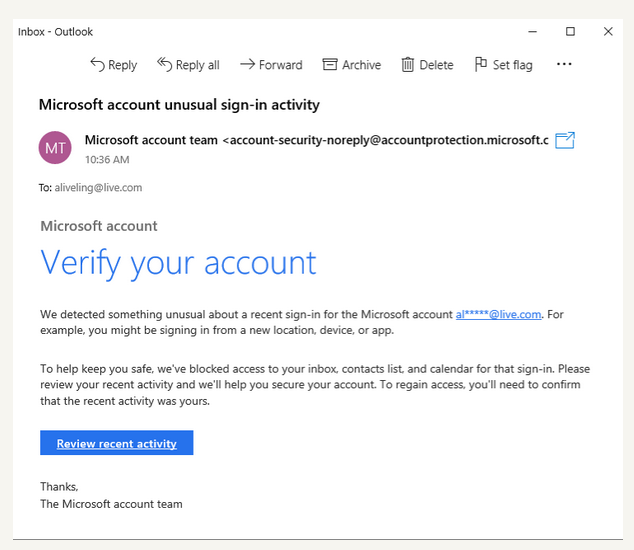 Inbox - Outlook
Reply Reply all Forward Archive Delete Set flag
Microsoft account unusual sign-in activity
MT
Microsoft account team <account-security-noreply@accountprotection.microsoft.c
10:36 AM
To: aliveling@live.com
Microsoft account
Verify your account
We detected something unusual about a recent sign-in for the Microsoft account al*****@live.com. For
example, you might be signing in from a new location, device, or app.
To help keep you safe, we've blocked access to your inbox, contacts list, and calendar for that sign-in. Please
review your recent activity and we'll help you secure your account. To regain access, you'll need to confirm
that the recent activity was yours.
Review recent activity
Thanks,
The Microsoft account team